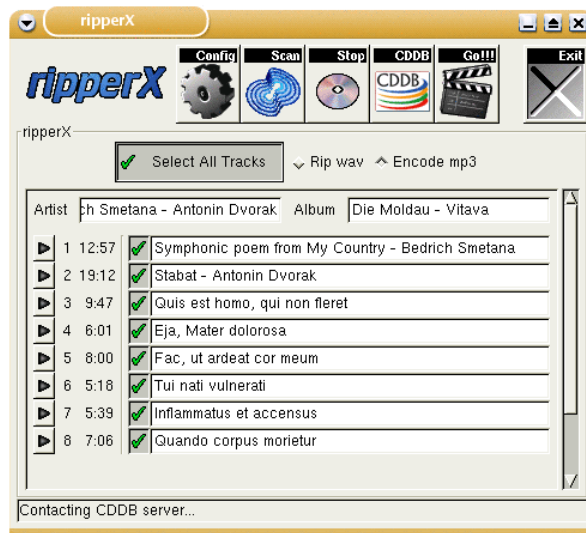 ripperX
Config Scan Stop CDDB Go!!! Exit
ripperX CDDB
ripperX
Select All Tracks Rip wav Encode mp3
Artist ch Smetana - Antonin Dvorak Album Die Moldau - Vitava
1 12:57 Symphonic poem from My Country - Bedrich Smetana
2 19:12 Stabat - Antonin Dvorak
3 9:47 Quis est homo, qui non fleret
4 6:01 Eja, Mater dolorosa
5 8:00 Fac, ut ardeat cor meum
6 5:18 Tui nati vulnerati
7 5:39 Inflammatus et accensus
8 7:06 Quando corpus morietur
Contacting CDDB server...